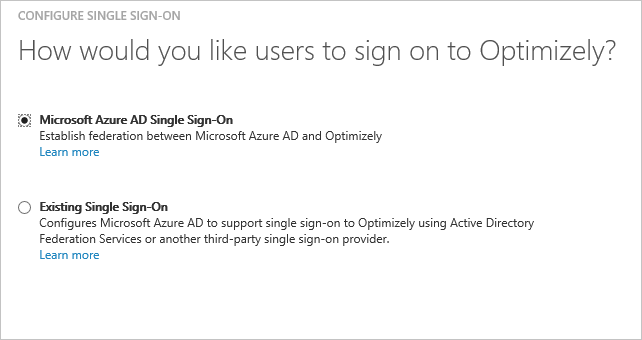 CONFIGURE SINGLE SIGN-ON
How would you like users to sign on to Optimizely?
Microsoft Azure AD Single Sign-On
Establish federation between Microsoft Azure AD and Optimizely
Learn more
Existing Single Sign-On
Configures Microsoft Azure AD to support single sign-on to Optimizely using Active Directory
Federation Services or another third-party single sign-on provider.
Learn more